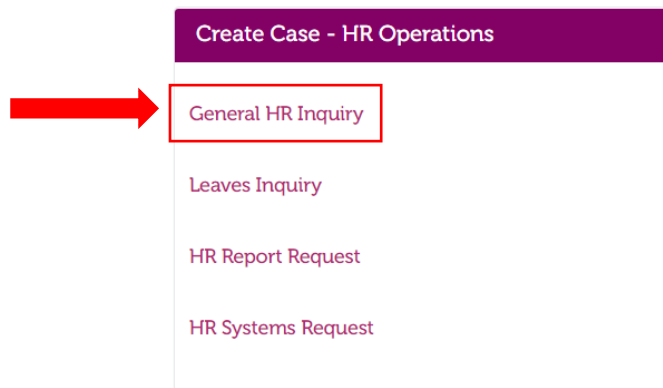 Create Case - HR Operations
General HR Inquiry
Leaves Inquiry
HR Report Request
HR Systems Request